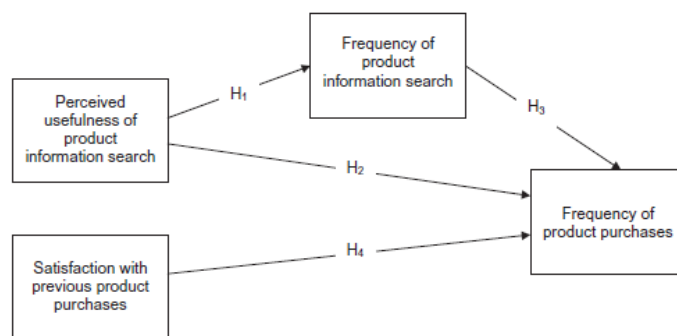 Frequency of
product
information search
H₁
Perceived
usefulness of
product
information search
H₃
H₂
Frequency of
product purchases
H₄
Satisfaction with
previous product
purchases